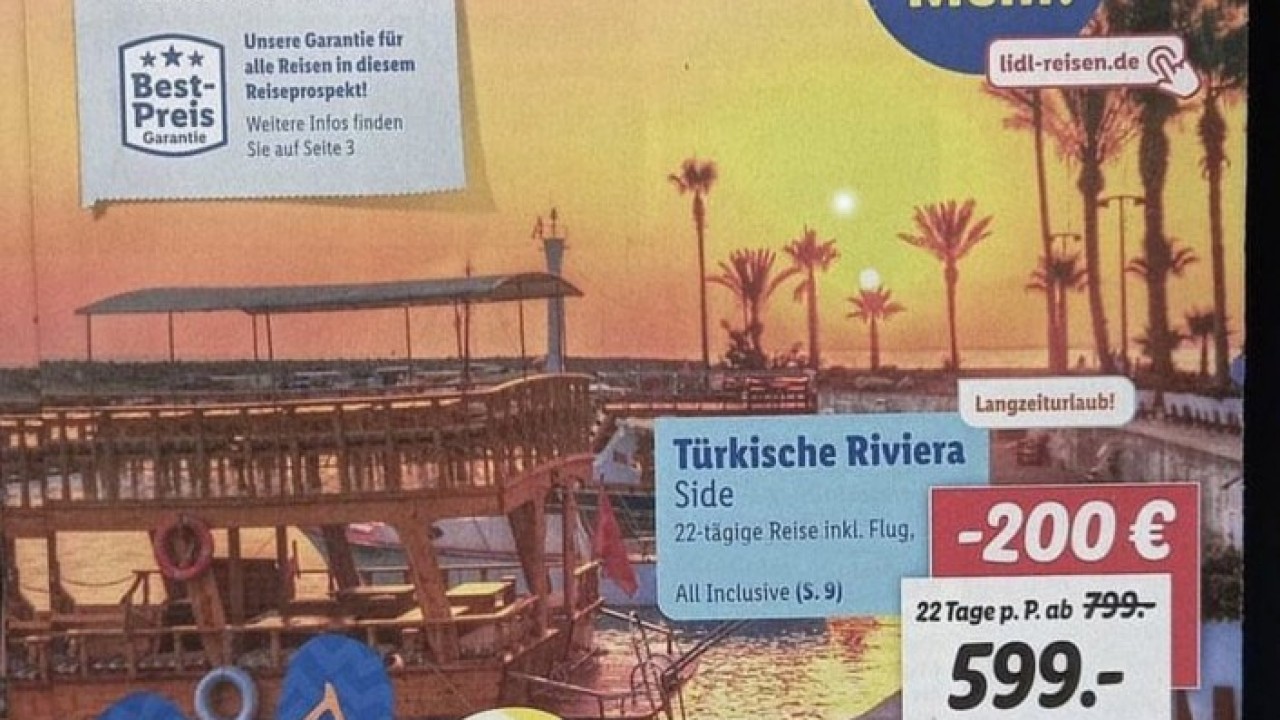 Best-
Preis
Garantie
Unsere Garantie für
alle Reisen in diesem
Reiseprospekt!
Weitere Infos finden
Sie auf Seite 3
lidl-reisen.de
Langzeiturlaub!
Türkische Riviera
Side
22-tägige Reise inkl. Flug,
All Inclusive (S. 9)
-200 €
22 Tage p. P. ab 799.-
599.-